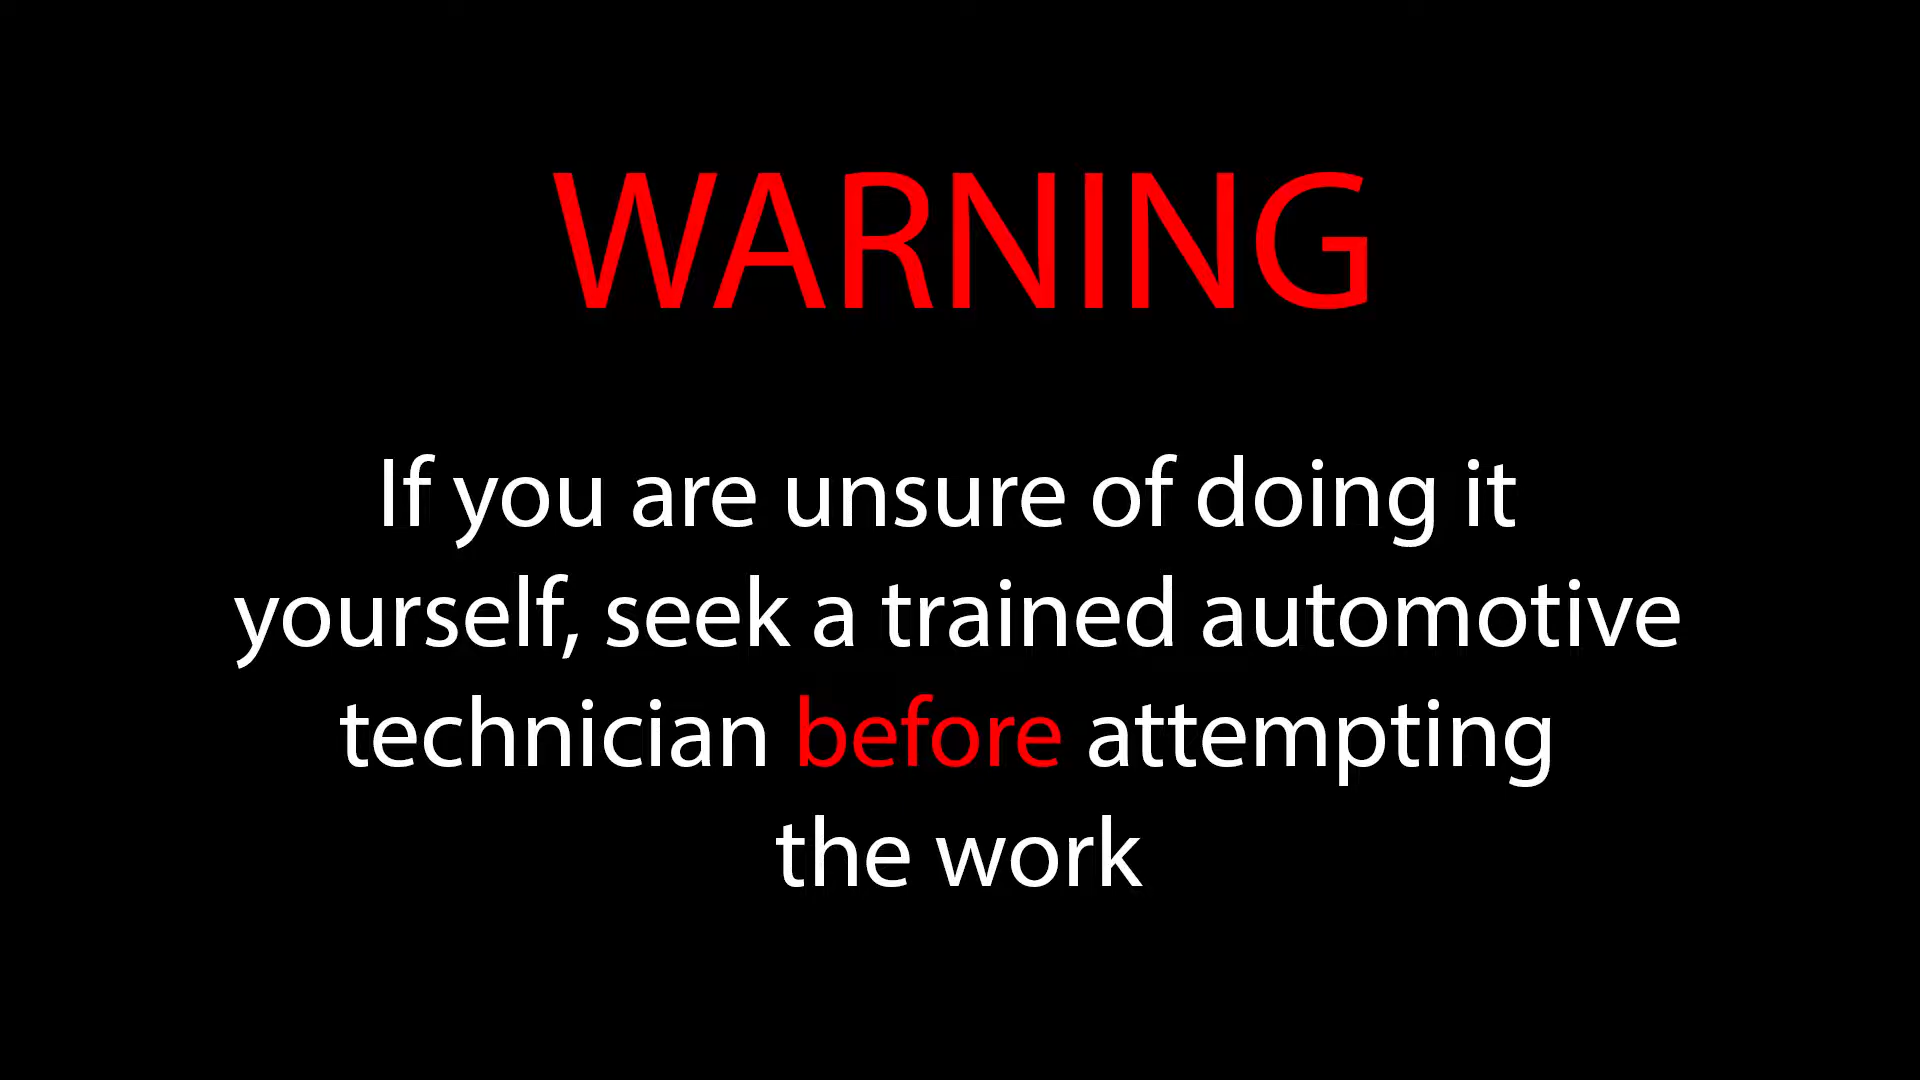 WARNING
If you are unsure of doing it
yourself, seek a trained automotive
technician before attempting
the work